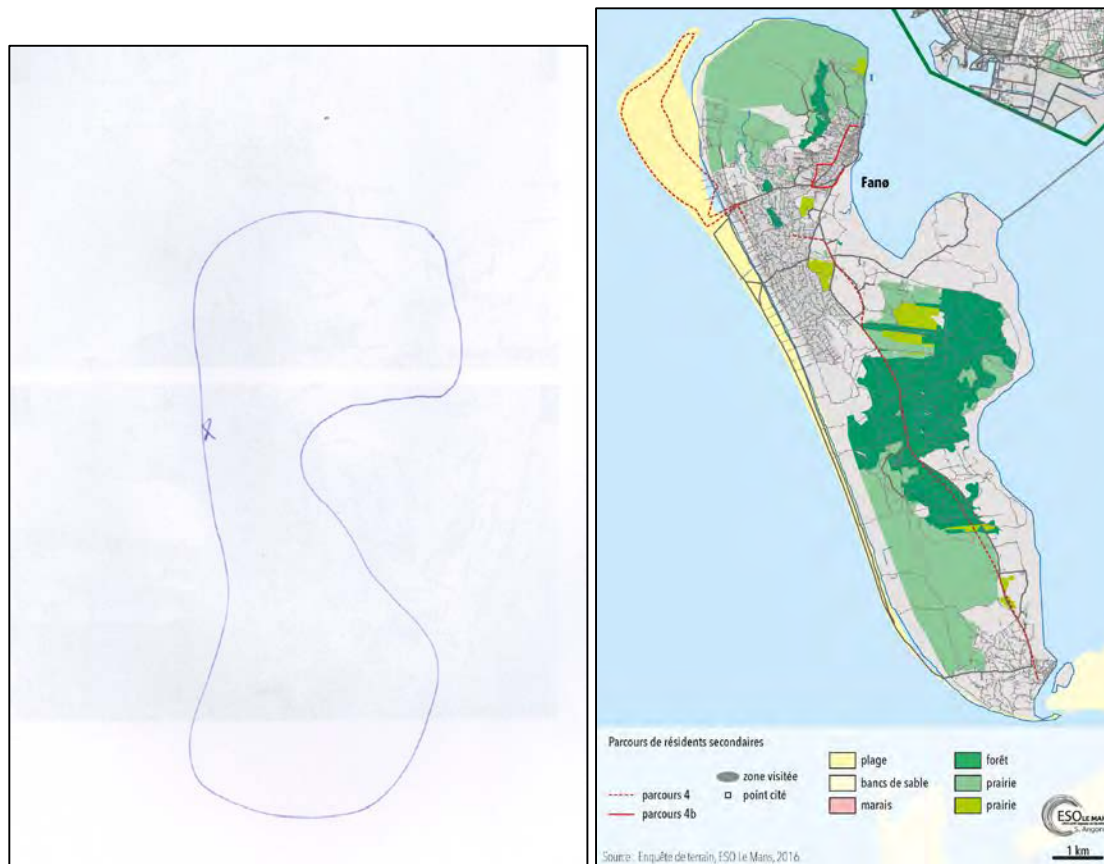 x
Fanø
Parcours de résidents secondaires
parcours 4
parcours 4b
zone visitée
point cité
plage
bancs de sable
marais
forêt
prairie
prairie
Source : Enquête de terrain, ESO Le Mans, 2016
ESO LE MANS
S. Angonnet
1 km